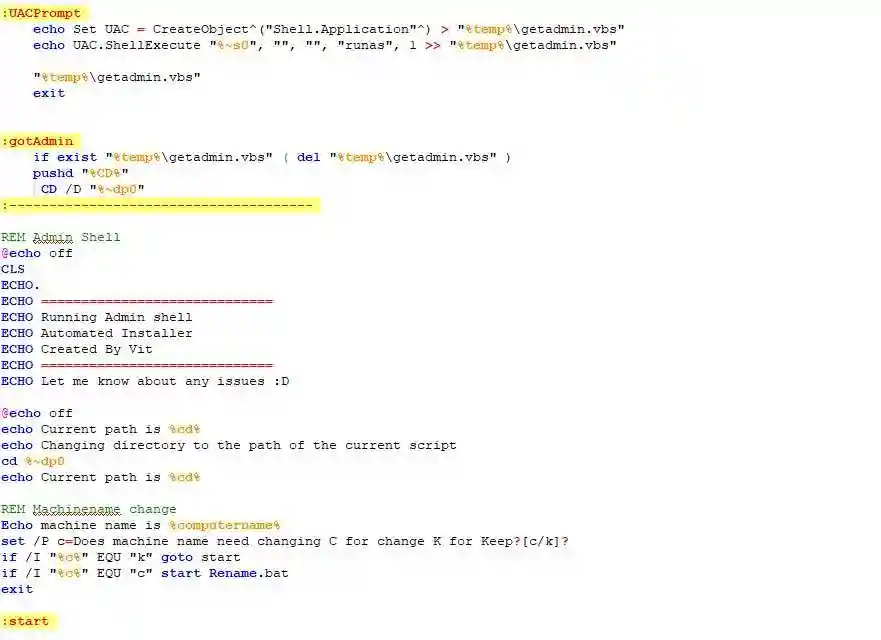 :UACPrompt
echo Set UAC = CreateObject^("Shell.Application"^) > "%temp%\getadmin.vbs"
echo UAC.ShellExecute "%~s0", "", "", "runas", 1 >> "%temp%\getadmin.vbs"
"%temp%\getadmin.vbs"
exit
:gotAdmin
if exist "%temp%\getadmin.vbs" ( del "%temp%\getadmin.vbs" )
pushd "%CD%"
CD /D "%~dp0"
:--------------------------------------
REM Admin Shell
@echo off
CLS
ECHO.
ECHO =============================
ECHO Running Admin shell
ECHO Automated Installer
ECHO Created By Vit
ECHO =============================
ECHO Let me know about any issues :D
@echo off
echo Current path is %cd%
echo Changing directory to the path of the current script
cd %~dp0
echo Current path is %cd%
REM Machinename change
Echo machine name is %computername%
set /P c=Does machine name need changing C for change K for Keep?[c/k]?
if /I "%c%" EQU "k" goto start
if /I "%c%" EQU "c" start Rename.bat
exit
:start